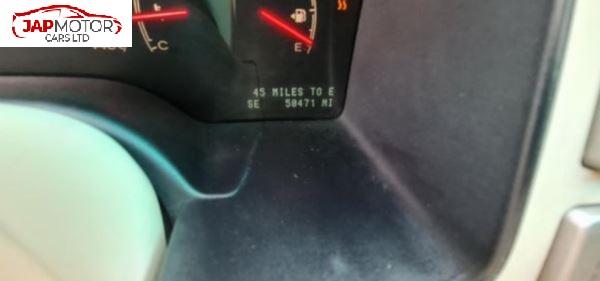 JAPMOTOR
CARS LTD
C
E
45 MILES TO E
SE 50471 MI